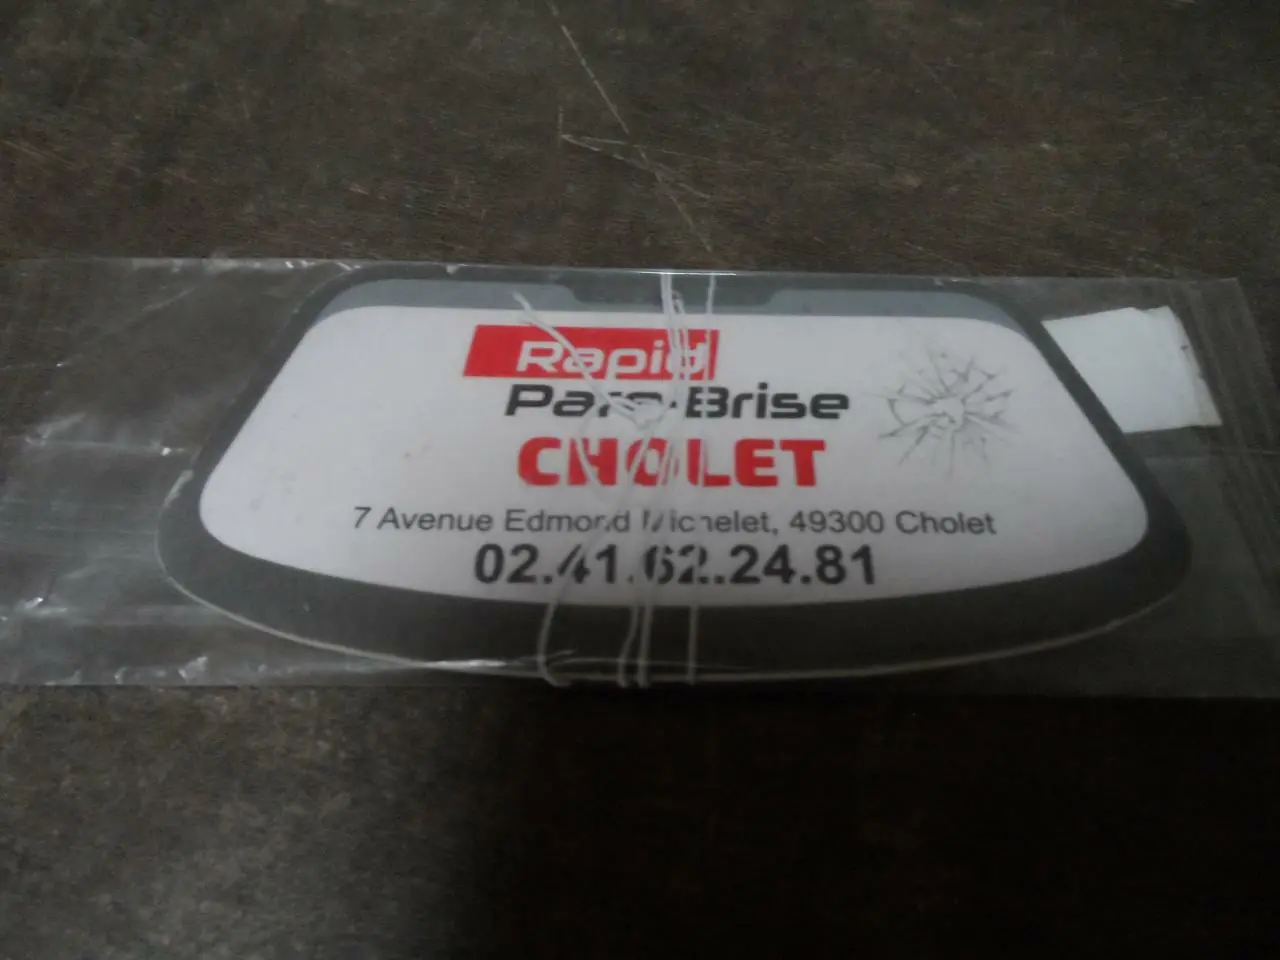 Rapid
Pare-Brise
CHOLET
7 Avenue Edmond Michelet, 49300 Cholet
02.41.62.24.81